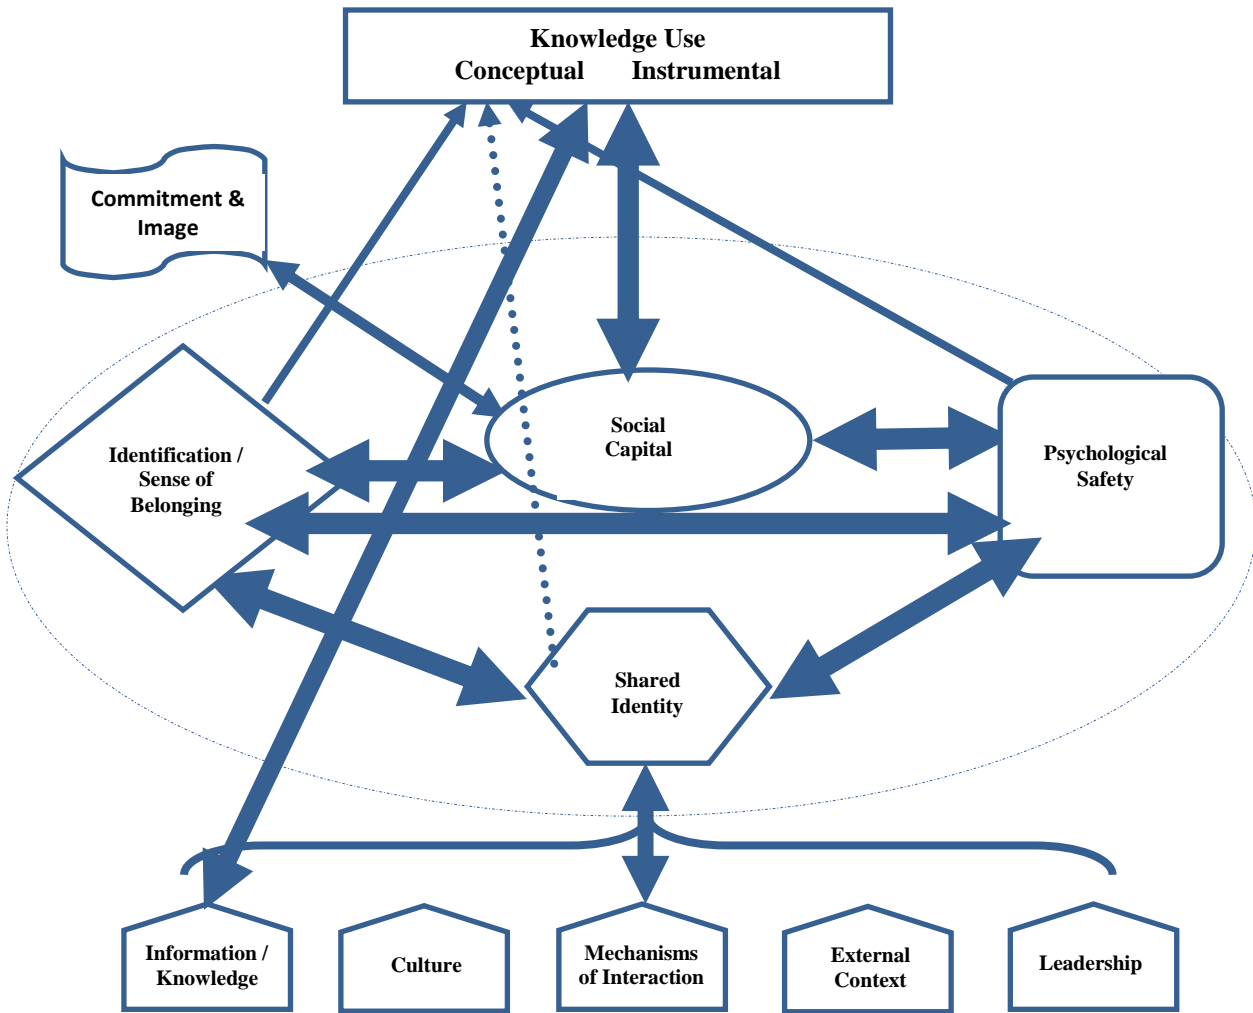 Knowledge Use
Conceptual Instrumental
Commitment &
Image
Identification /
Sense of
Belonging
Social
Capital
Psychological
Safety
Shared
Identity
Information /
Knowledge
Culture
Mechanisms
of Interaction
External
Context
Leadership